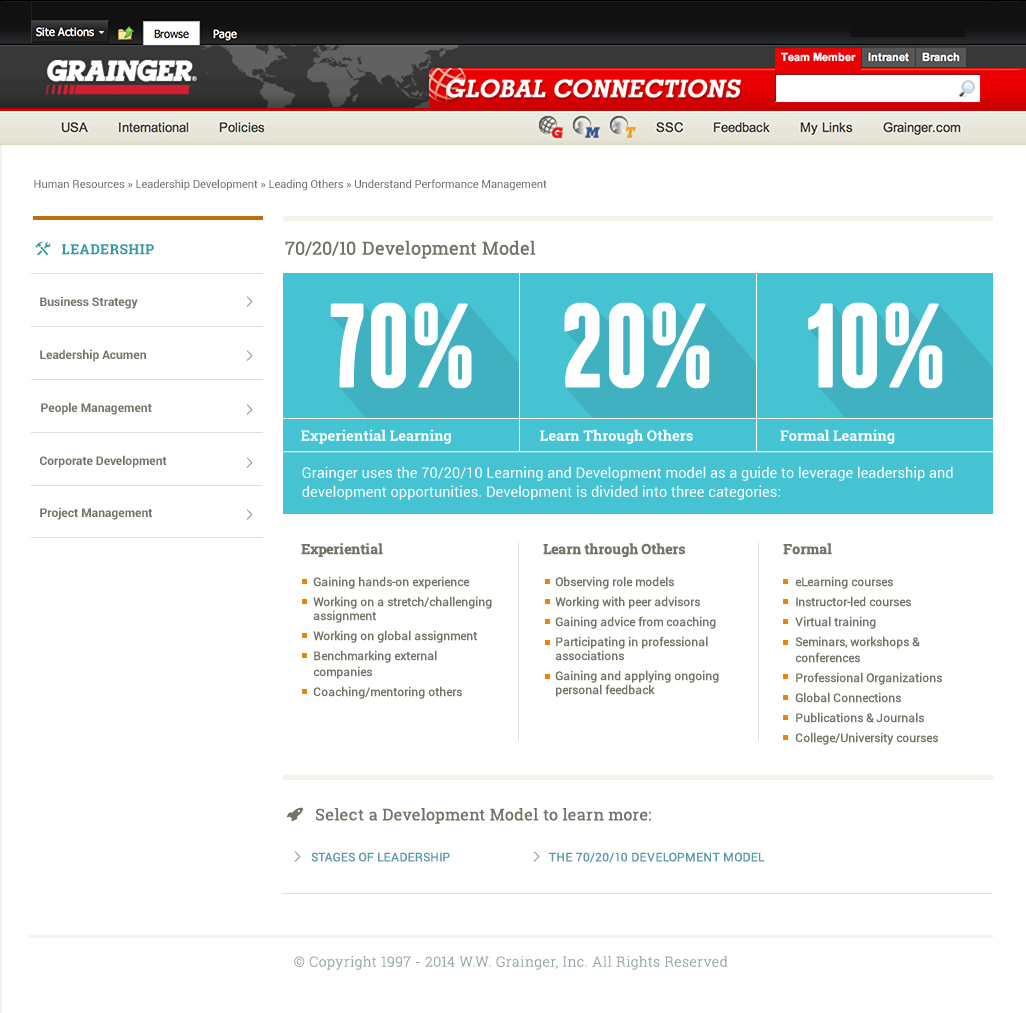 Site Actions
Browse
Page
GRAINGER®
GLOBAL CONNECTIONS
Team Member
Intranet
Branch
USA
International
Policies
G
M
T
SSC
Feedback
My Links
Grainger.com
Human Resources » Leadership Development » Leading Others » Understand Performance Management
LEADERSHIP
Business Strategy
Leadership Acumen
People Management
Corporate Development
Project Management
70/20/10 Development Model
70%
20%
10%
Experiential Learning
Learn Through Others
Formal Learning
Grainger uses the 70/20/10 Learning and Development model as a guide to leverage leadership and
development opportunities. Development is divided into three categories:
Experiential
Gaining hands-on experience
Working on a stretch/challenging
assignment
Working on global assignment
Benchmarking external
companies
Coaching/mentoring others
Learn through Others
Observing role models
Working with peer advisors
Gaining advice from coaching
Participating in professional
associations
Gaining and applying ongoing
personal feedback
Formal
eLearning courses
Instructor-led courses
Virtual training
Seminars, workshops &
conferences
Professional Organizations
Global Connections
Publications & Journals
College/University courses
Select a Development Model to learn more:
STAGES OF LEADERSHIP
THE 70/20/10 DEVELOPMENT MODEL
© Copyright 1997 - 2014 W.W. Grainger, Inc. All Rights Reserved